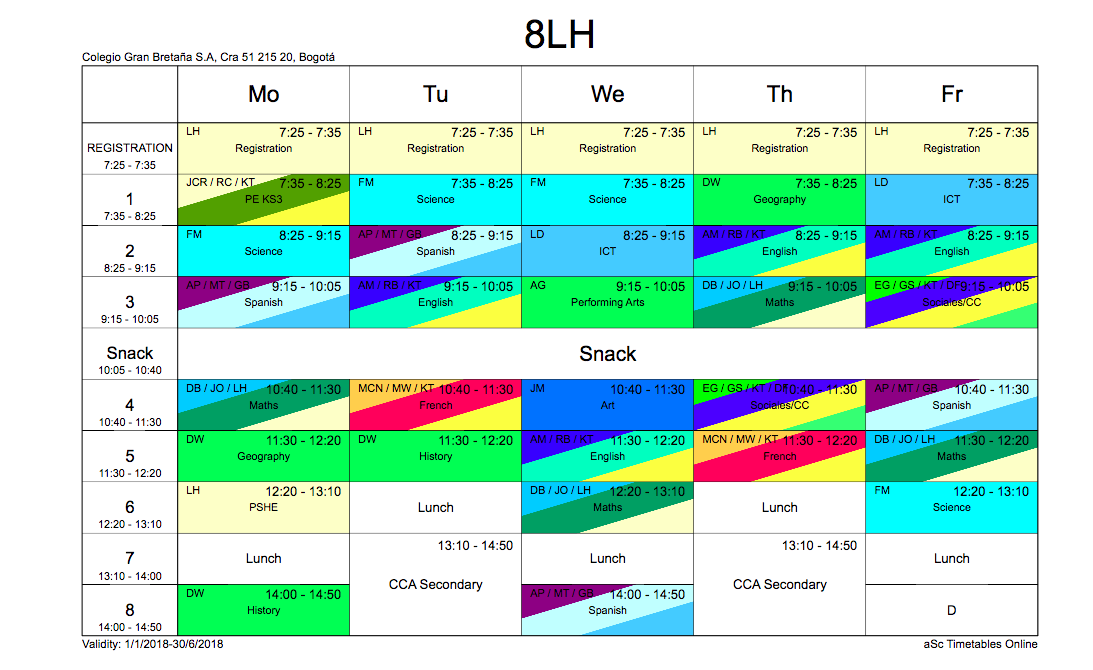 8LH
Colegio Gran Bretaña S.A, Cra 51 215 20, Bogotá
Mo Tu We Th Fr
REGISTRATION
7:25 - 7:35
LH 7:25 - 7:35
Registration
LH 7:25 - 7:35
Registration
LH 7:25 - 7:35
Registration
LH 7:25 - 7:35
Registration
LH 7:25 - 7:35
Registration
1
7:35 - 8:25
JCR / RC / KT 7:35 - 8:25
PE KS3
FM 7:35 - 8:25
Science
FM 7:35 - 8:25
Science
DW 7:35 - 8:25
Geography
LD 7:35 - 8:25
ICT
2
8:25 - 9:15
FM 8:25 - 9:15
Science
AP / MT / GB 8:25 - 9:15
Spanish
LD 8:25 - 9:15
ICT
AM / RB / KT 8:25 - 9:15
English
AM / RB / KT 8:25 - 9:15
English
3
9:15 - 10:05
AP / MT / GB 9:15 - 10:05
Spanish
AM / RB / KT 9:15 - 10:05
English
AG 9:15 - 10:05
Performing Arts
DB / JO / LH 9:15 - 10:05
Maths
EG / GS / KT / DF 9:15 - 10:05
Sociales/CC
Snack
10:05 - 10:40
Snack
4
10:40 - 11:30
DB / JO / LH 10:40 - 11:30
Maths
MCN / MW / KT 10:40 - 11:30
French
JM 10:40 - 11:30
Art
EG / GS / KT / DF 10:40 - 11:30
Sociales/CC
AP / MT / GB 10:40 - 11:30
Spanish
5
11:30 - 12:20
DW 11:30 - 12:20
Geography
DW 11:30 - 12:20
History
AM / RB / KT 11:30 - 12:20
English
MCN / MW / KT 11:30 - 12:20
French
DB / JO / LH 11:30 - 12:20
Maths
6
12:20 - 13:10
LH 12:20 - 13:10
PSHE
Lunch
DB / JO / LH 12:20 - 13:10
Maths
Lunch
FM 12:20 - 13:10
Science
7
13:10 - 14:00
Lunch
13:10 - 14:50
CCA Secondary
Lunch
13:10 - 14:50
CCA Secondary
Lunch
8
14:00 - 14:50
DW 14:00 - 14:50
History
AP / MT / GB 14:00 - 14:50
Spanish
D
Validity: 1/1/2018-30/6/2018
aSc Timetables Online